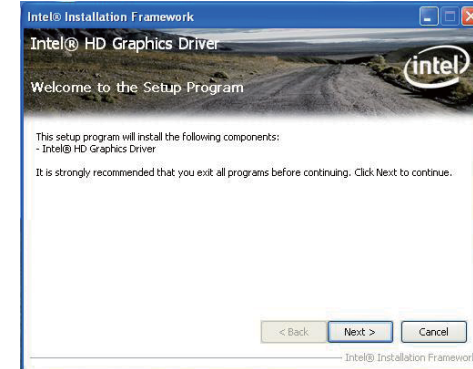 Intel® Installation Framework
Intel® HD Graphics Driver
intel
Welcome to the Setup Program
This setup program will install the following components:
- Intel® HD Graphics Driver
It is strongly recommended that you exit all programs before continuing. Click Next to continue.
< Back Next > Cancel
Intel® Installation Framework